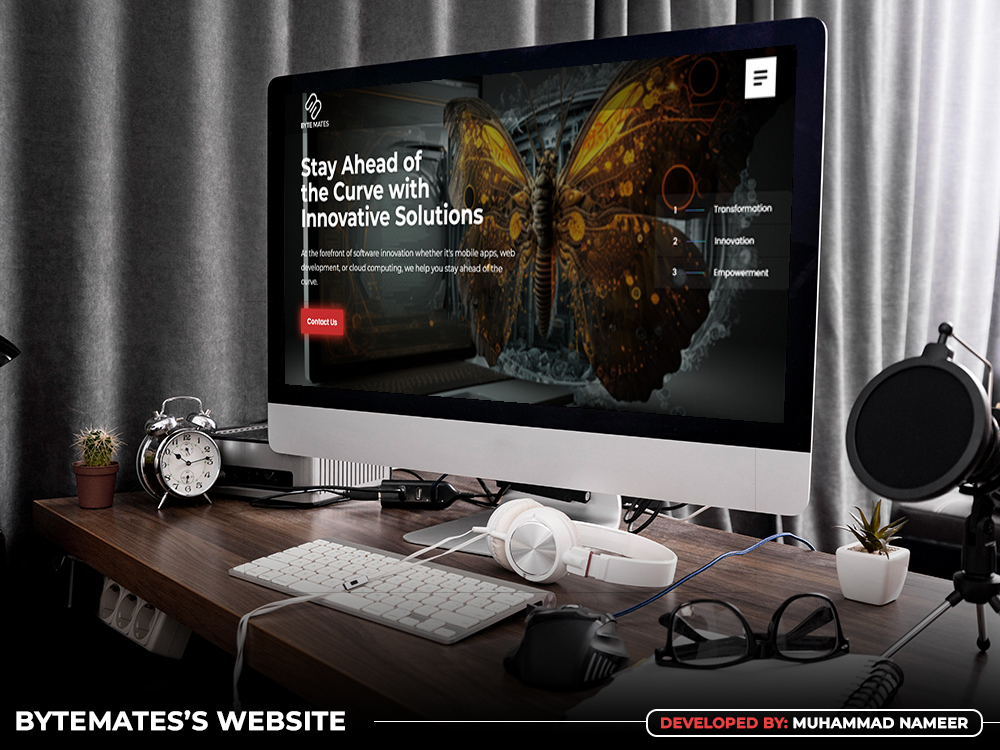 BYTE MATES
Stay Ahead of
the Curve with
Innovative Solutions
At the forefront of software innovation whether it's mobile apps, web
development, or cloud computing, we help you stay ahead of the
curve.
Contact Us
1 Transformation
2 Innovation
3 Empowerment
BYTEMATES'S WEBSITE
DEVELOPED BY: MUHAMMAD NAMEER